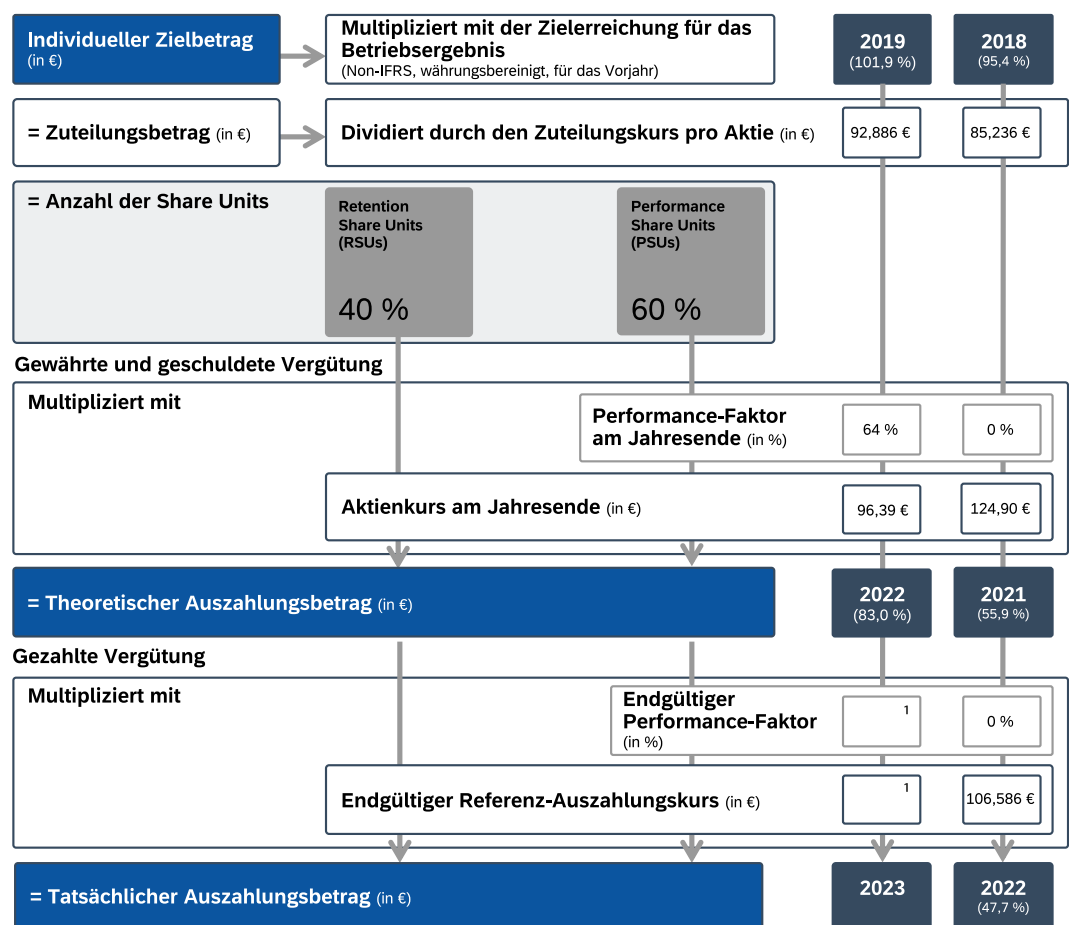 Individueller Zielbetrag
(in €)
Multipliziert mit der Zielerreichung für das
Betriebsergebnis
(Non-IFRS, währungsbereinigt, für das Vorjahr)
2019
(101,9 %)
2018
(95,4 %)
= Zuteilungsbetrag (in €)
Dividiert durch den Zuteilungskurs pro Aktie (in €)
92,886 €
85,236 €
= Anzahl der Share Units
Retention
Share Units
(RSUs)
40 %
Performance
Share Units
(PSUs)
60 %
Gewährte und geschuldete Vergütung
Multipliziert mit
Performance-Faktor
am Jahresende (in %)
64 %
0 %
Aktienkurs am Jahresende (in €)
96,39 €
124,90 €
= Theoretischer Auszahlungsbetrag (in €)
2022
(83,0 %)
2021
(55,9 %)
Gezahlte Vergütung
Multipliziert mit
Endgültiger
Performance-Faktor
(in %)
1
0 %
Endgültiger Referenz-Auszahlungskurs (in €)
1
106,586 €
= Tatsächlicher Auszahlungsbetrag (in €)
2023
2022
(47,7 %)